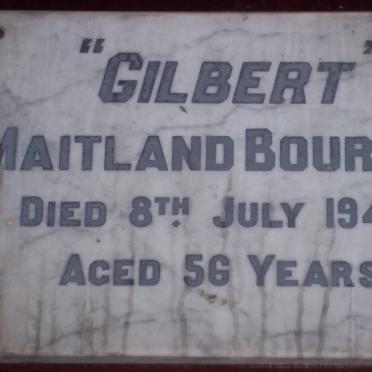 "GILBERT"
MAITLAND BOUR
DIED 8TH JULY 194
AGED 56 YEARS